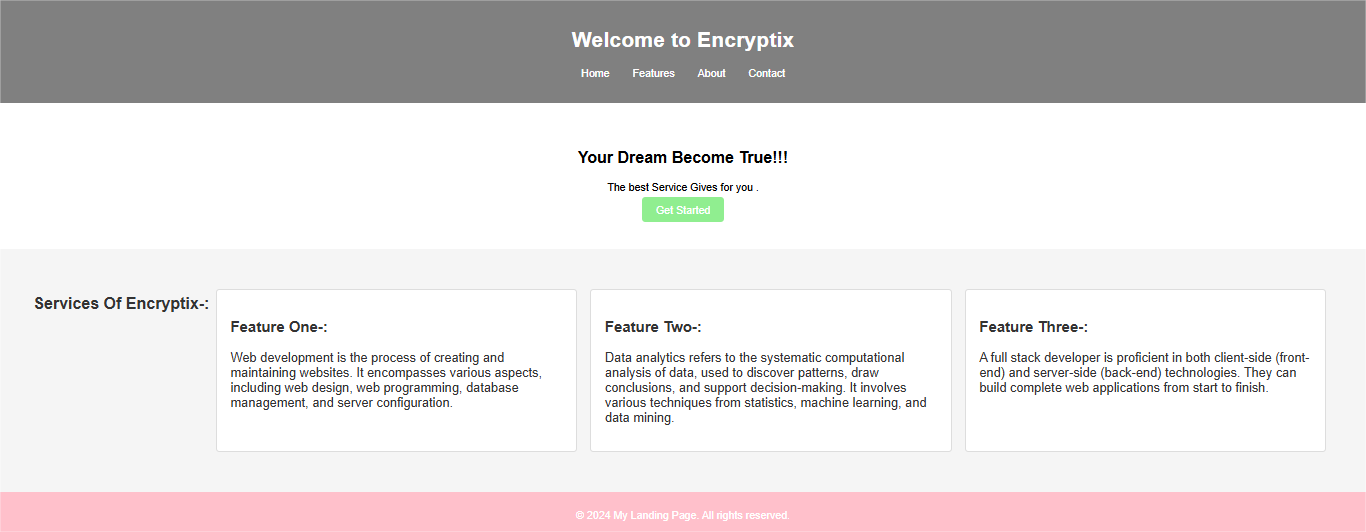 Welcome to Encryptix
Home Features About Contact
Your Dream Become True!!!
The best Service Gives for you .
Get Started
Services Of Encryptix-:
Feature One-:
Web development is the process of creating and
maintaining websites. It encompasses various aspects,
including web design, web programming, database
management, and server configuration.
Feature Two-:
Data analytics refers to the systematic computational
analysis of data, used to discover patterns, draw
conclusions, and support decision-making. It involves
various techniques from statistics, machine learning, and
data mining.
Feature Three-:
A full stack developer is proficient in both client-side (front-
end) and server-side (back-end) technologies. They can
build complete web applications from start to finish.
© 2024 My Landing Page. All rights reserved.